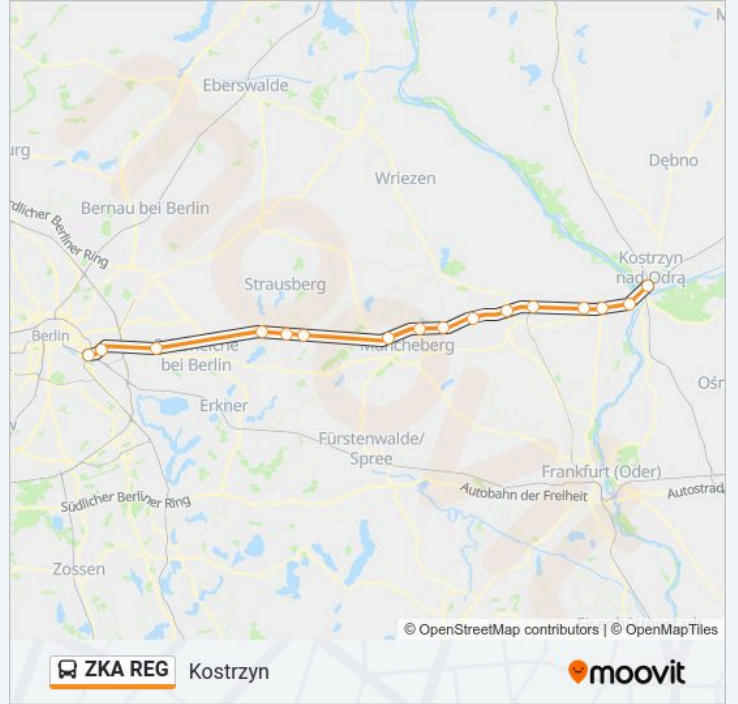 Eberswalde
urg
Dębno
Wriezen
Bernau bei Berlin
rdlicher Berliner Ring
Kostrzyn
nad Odrą
Strausberg
Berlin
Müncheberg
bei Berlin
Ośr
Erkner
Fürstenwalde/
Spree
Frankfurt (Oder)
Autobahn der Freiheit
Autostrad
Südlicher Berliner Ring
Zossen
© OpenStreetMap contributors | © OpenMapTiles
ZKA REG
Kostrzyn
moovit